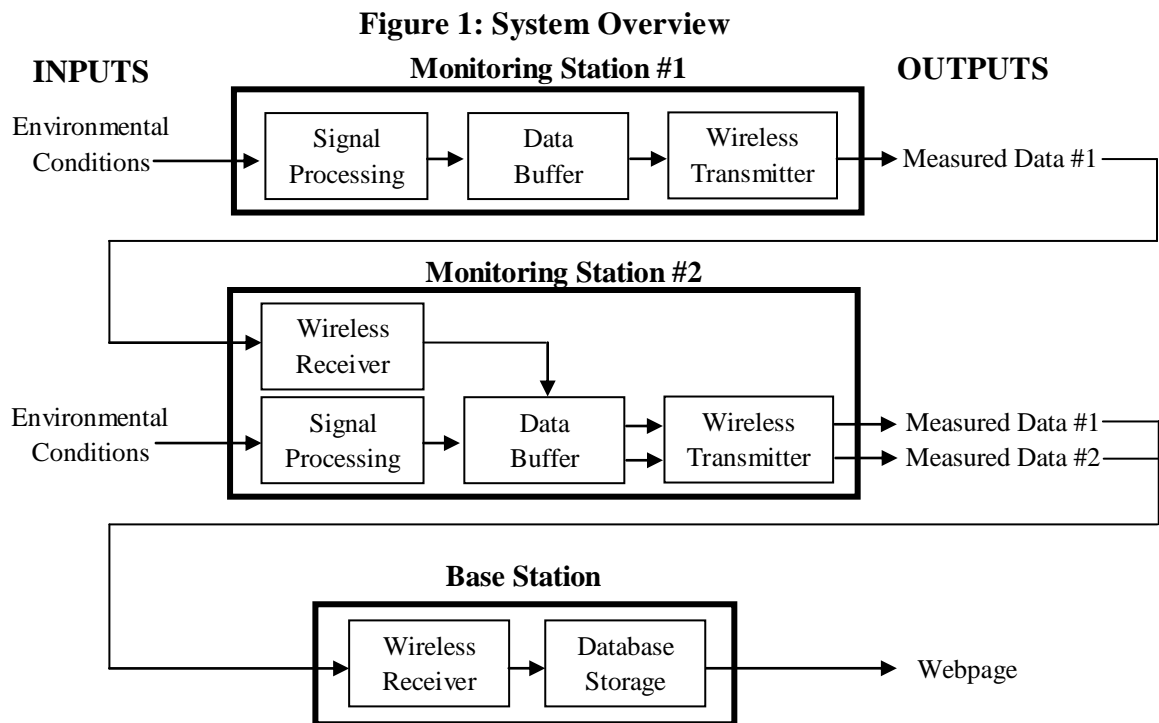 Figure 1: System Overview
INPUTS
Monitoring Station #1
OUTPUTS
Environmental
Conditions
Signal
Processing
Data
Buffer
Wireless
Transmitter
Measured Data #1
Monitoring Station #2
Wireless
Receiver
Environmental
Conditions
Signal
Processing
Data
Buffer
Wireless
Transmitter
Measured Data #1
Measured Data #2
Base Station
Wireless
Receiver
Database
Storage
Webpage